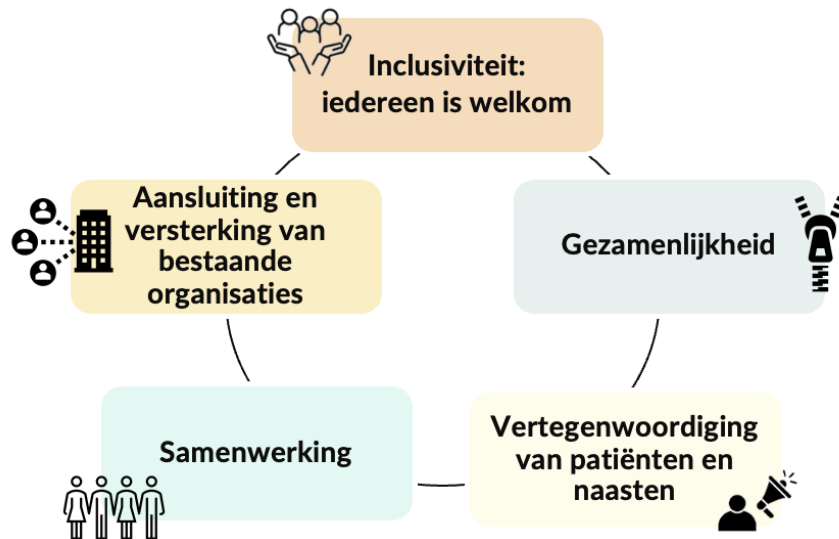 Inclusiviteit:
iedereen is welkom
Aansluiting en
versterking van
bestaande
organisaties
Gezamenlijkheid
Samenwerking
Vertegenwoordiging
van patiënten en
naasten